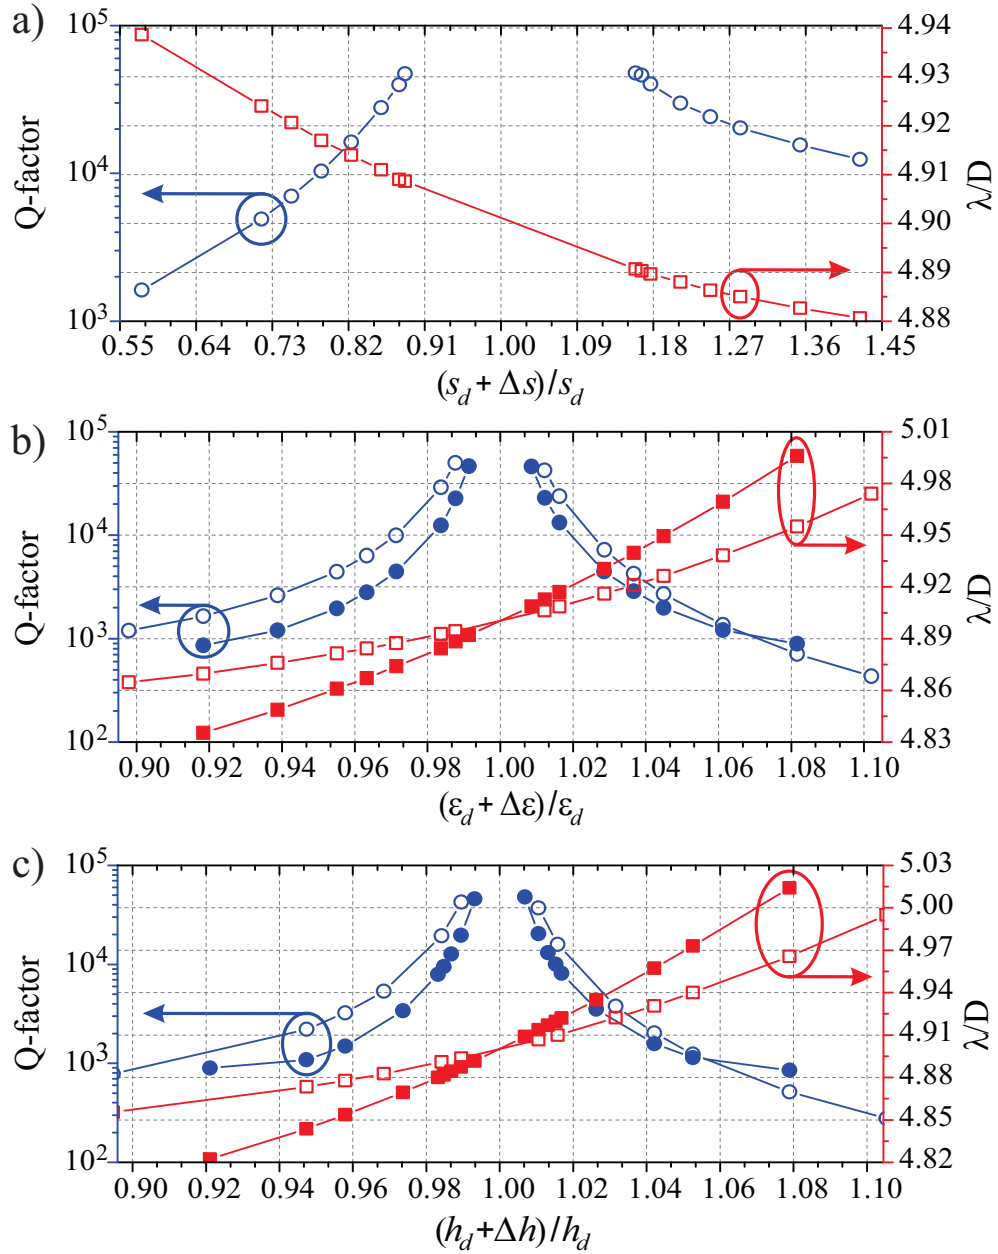 a)
10^5
10^4
10^3
Q-factor
4.94
4.93
4.92
4.91
4.90
4.89
4.88
λ/D
0.55 0.64 0.73 0.82 0.91 1.00 1.09 1.18 1.27 1.36 1.45
(s_d + Δs)/s_d
b)
10^5
10^4
10^3
10^2
Q-factor
5.01
4.98
4.95
4.92
4.89
4.86
4.83
λ/D
0.90 0.92 0.94 0.96 0.98 1.00 1.02 1.04 1.06 1.08 1.10
(ε_d + Δε)/ε_d
c)
10^5
10^4
10^3
10^2
Q-factor
5.03
5.00
4.97
4.94
4.91
4.88
4.85
4.82
λ/D
0.90 0.92 0.94 0.96 0.98 1.00 1.02 1.04 1.06 1.08 1.10
(h_d+Δh)/h_d